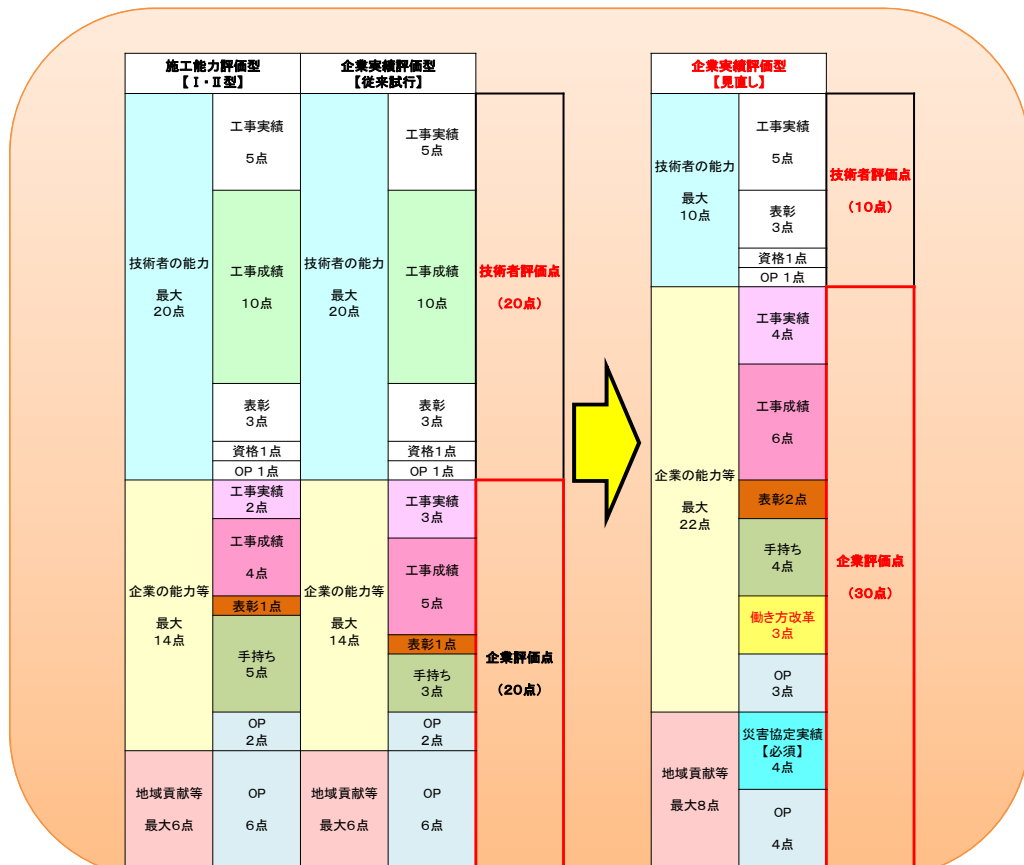 施工能力評価型
【Ⅰ・Ⅱ型】
企業実績評価型
【従来試行】
技術者の能力
最大
20点
工事実績
5点
工事成績
10点
表彰
3点
資格1点
OP 1点
技術者の能力
最大
20点
工事実績
5点
工事成績
10点
表彰
3点
資格1点
OP 1点
技術者評価点
（20点）
企業の能力等
最大
14点
工事実績
2点
工事成績
4点
表彰1点
手持ち
5点
OP
2点
企業の能力等
最大
14点
工事実績
3点
工事成績
5点
表彰1点
手持ち
3点
OP
2点
企業評価点
（20点）
地域貢献等
最大6点
OP
6点
地域貢献等
最大6点
OP
6点
企業実績評価型
【見直し】
技術者の能力
最大
10点
工事実績
5点
表彰
3点
資格1点
OP 1点
技術者評価点
（10点）
企業の能力等
最大
22点
工事実績
4点
工事成績
6点
表彰2点
手持ち
4点
働き方改革
3点
OP
3点
企業評価点
（30点）
地域貢献等
最大8点
災害協定実績
【必須】
4点
OP
4点